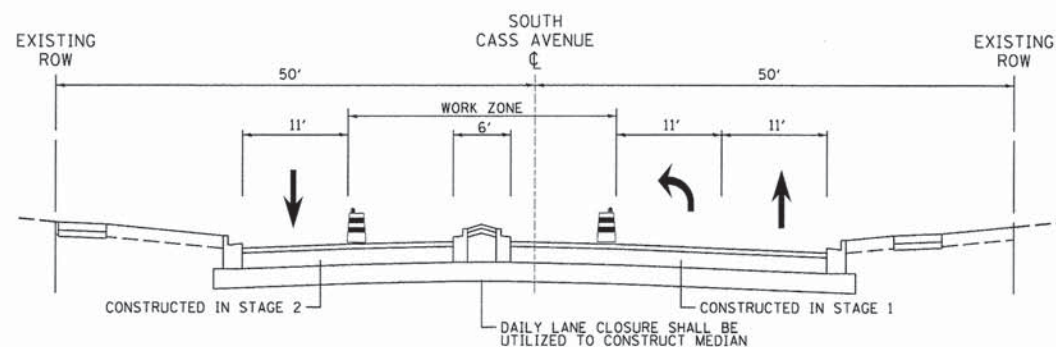 SOUTH
CASS AVENUE
℄
EXISTING
ROW
EXISTING
ROW
50'
50'
WORK ZONE
11'
6'
11'
11'
CONSTRUCTED IN STAGE 2
CONSTRUCTED IN STAGE 1
DAILY LANE CLOSURE SHALL BE
UTILIZED TO CONSTRUCT MEDIAN